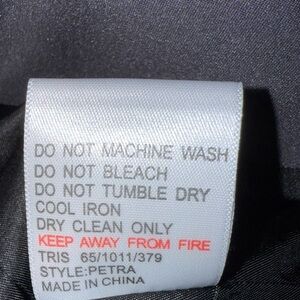 DO NOT MACHINE WASH
DO NOT BLEACH
DO NOT TUMBLE DRY
COOL IRON
DRY CLEAN ONLY
KEEP AWAY FROM FIRE
TRIS 65/1011/379
STYLE:PETRA
MADE IN CHINA